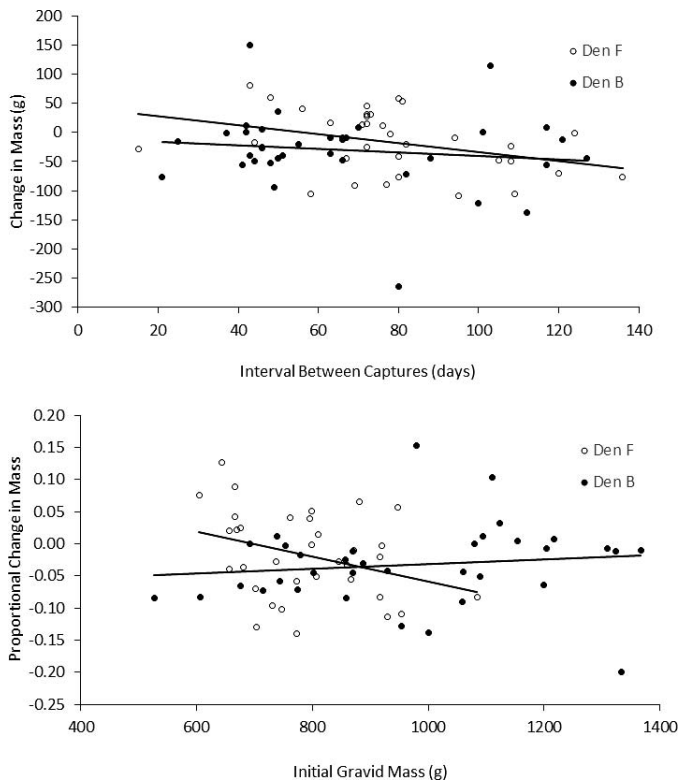 200
150
100
50
0
-50
-100
-150
-200
-250
-300
Change in Mass (g)
Den F
Den B
0 20 40 60 80 100 120 140
Interval Between Captures (days)
0.20
0.15
0.10
0.05
0.00
-0.05
-0.10
-0.15
-0.20
-0.25
Proportional Change in Mass
Den F
Den B
400 600 800 1000 1200 1400
Initial Gravid Mass (g)